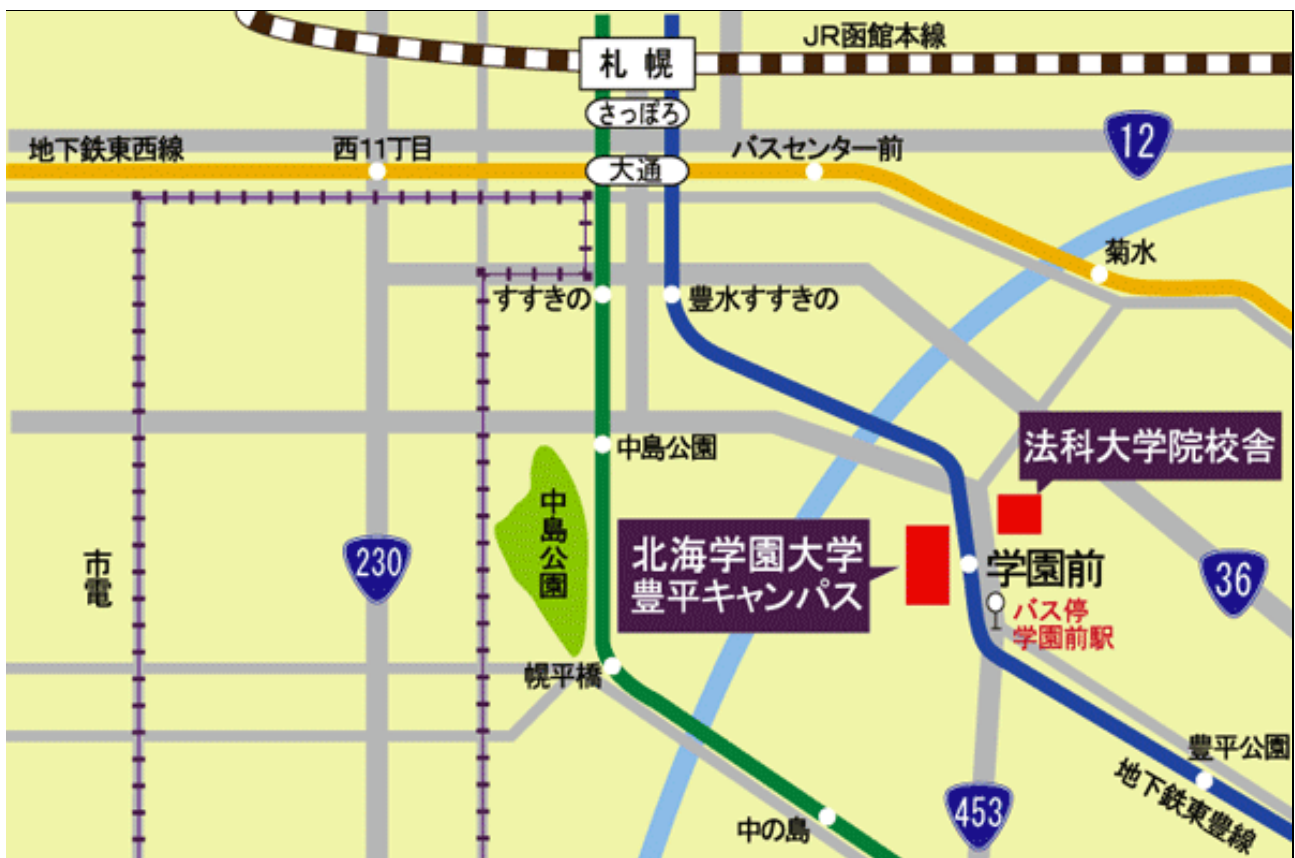 JR函館本線
札幌
さっぽろ
12
地下鉄東西線
西11丁目
大通
バスセンター前
菊水
すすきの
豊水すすきの
中島公園
法科大学院校舎
中島公園
北海学園大学
豊平キャンパス
学園前
市電
230
36
バス停
学園前駅
幌平橋
豊平公園
地下鉄東豊線
453
中の島